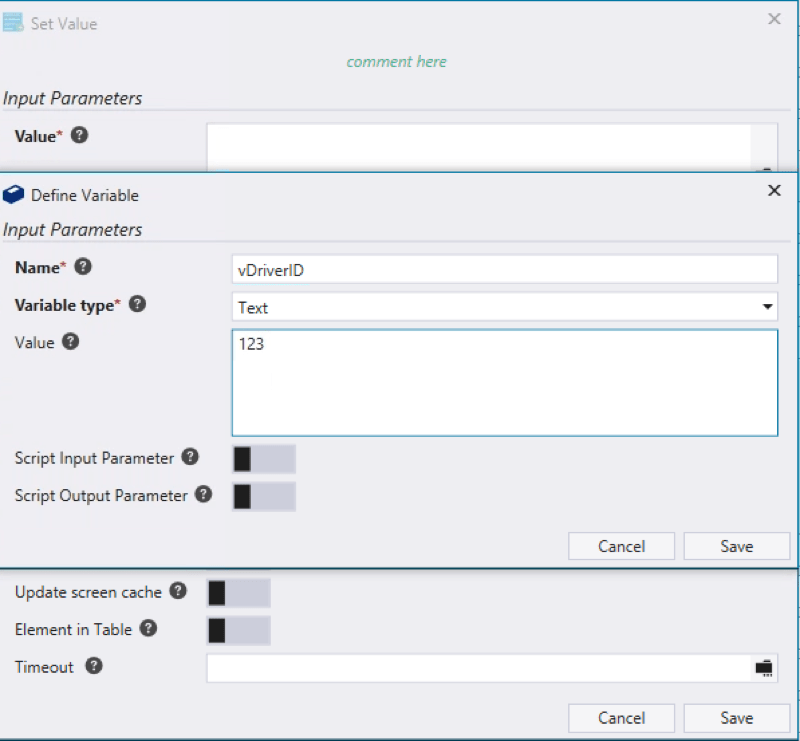 Set Value
comment here
Input Parameters
Value* ?
Define Variable
Input Parameters
Name* ? vDriverID
Variable type* ? Text
Value ? 123
Script Input Parameter ?
Script Output Parameter ?
Cancel Save
Update screen cache ?
Element in Table ?
Timeout ?
Cancel Save